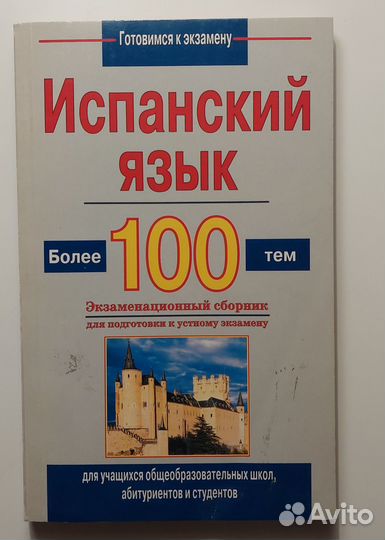 Готовимся к экзамену
Испанский
язык
Более 100 тем
Экзаменационный сборник
для подготовки к устному экзамену
для учащихся общеобразовательных школ,
абитуриентов и студентов
Avito